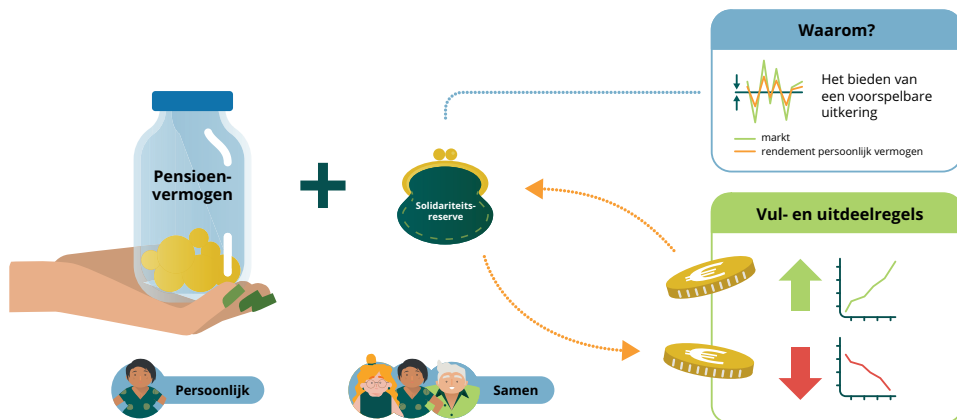 Waarom?
Het bieden van
een voorspelbare
uitkering
markt
rendement persoonlijk vermogen
Pensioen-
vermogen
Solidariteits-
reserve
Vul- en uitdeelregels
€
€
Persoonlijk
Samen